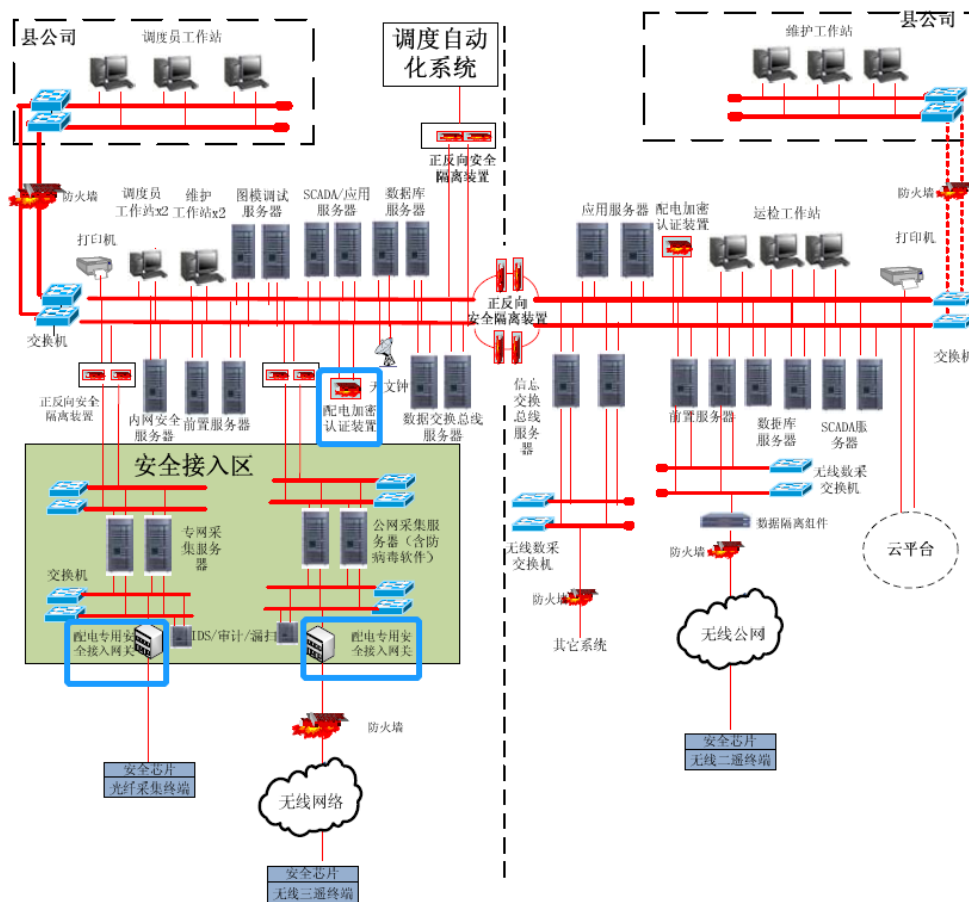 县公司
调度员工作站
调度自动
化系统
维护工作站
县公司
正反向安全
隔离装置
防火墙
调度员
工作站x2
维护
工作站x2
图模调试
服务器
SCADA/应用
服务器
数据库
服务器
打印机
应用服务器
配电加密
认证装置
运检工作站
防火墙
打印机
正反向
安全隔离装置
交换机
交换机
正反向安全
隔离装置
内网安全
服务器
前置服务器
配电加密
认证装置
天文钟
数据交换总线
服务器
信息
交换
总线
服务
器
前置服务器
数据库
服务器
SCADA服
务器
安全接入区
专网采
集服务
器
公网采集服
务器（含防
病毒软件）
交换机
无线数采
交换机
无线数采
交换机
数据隔离组件
防火墙
云平台
配电专用安
全接入网关
IDS/审计/漏扫
配电专用安
全接入网关
防火墙
其它系统
无线公网
防火墙
安全芯片
光纤采集终端
安全芯片
无线二遥终端
无线网络
安全芯片
无线三遥终端